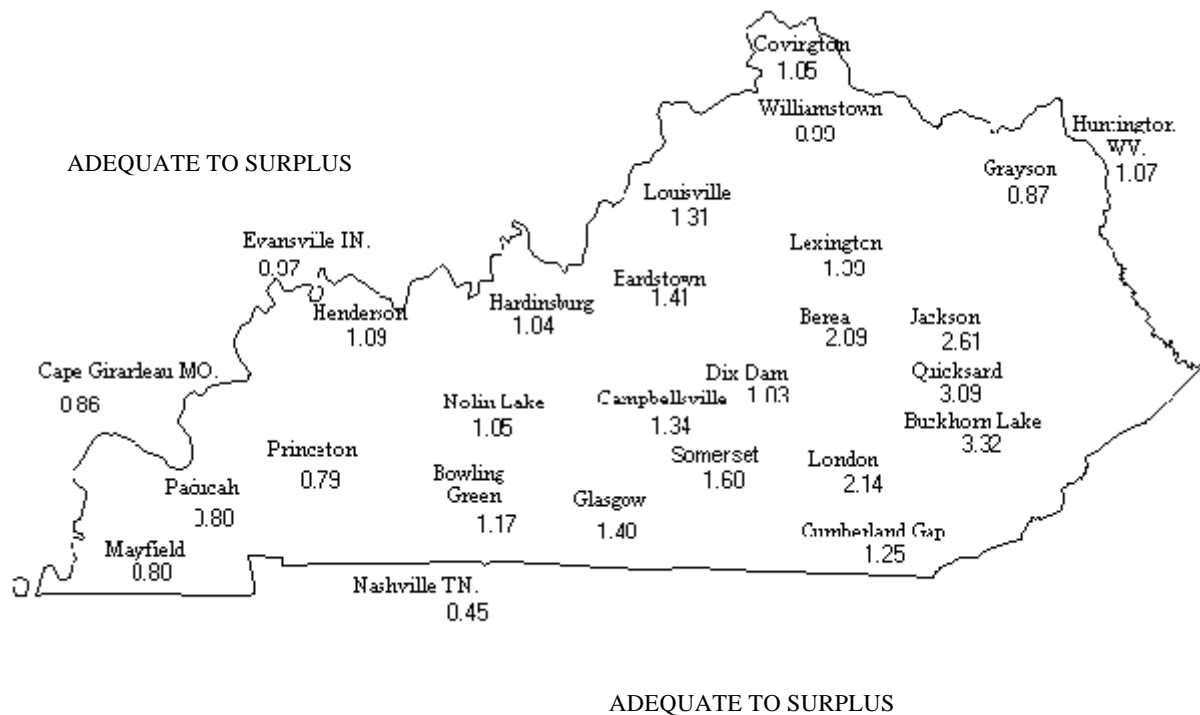 Covington
1.05
Williamstown
0.99
Huntington
WV.
1.07
ADEQUATE TO SURPLUS
Grayson
0.87
Louisville
1.31
Evansville IN.
0.97
Lexington
Bardstown
1.41
Hardinsburg
1.04
Henderson
1.09
Berea
2.09
Jackson
2.61
Cape Girardeau MO.
0.86
Dix Dam
1.03
Quicksand
3.09
Nolin Lake
1.05
Campbellsville
1.34
Buckhorn Lake
3.32
Princeton
0.79
Somerset
1.60
London
2.14
Paducah
0.80
Bowling
Green
1.17
Glasgow
1.40
Cumberland Gap
1.25
Mayfield
0.80
Nashville TN.
0.45
ADEQUATE TO SURPLUS